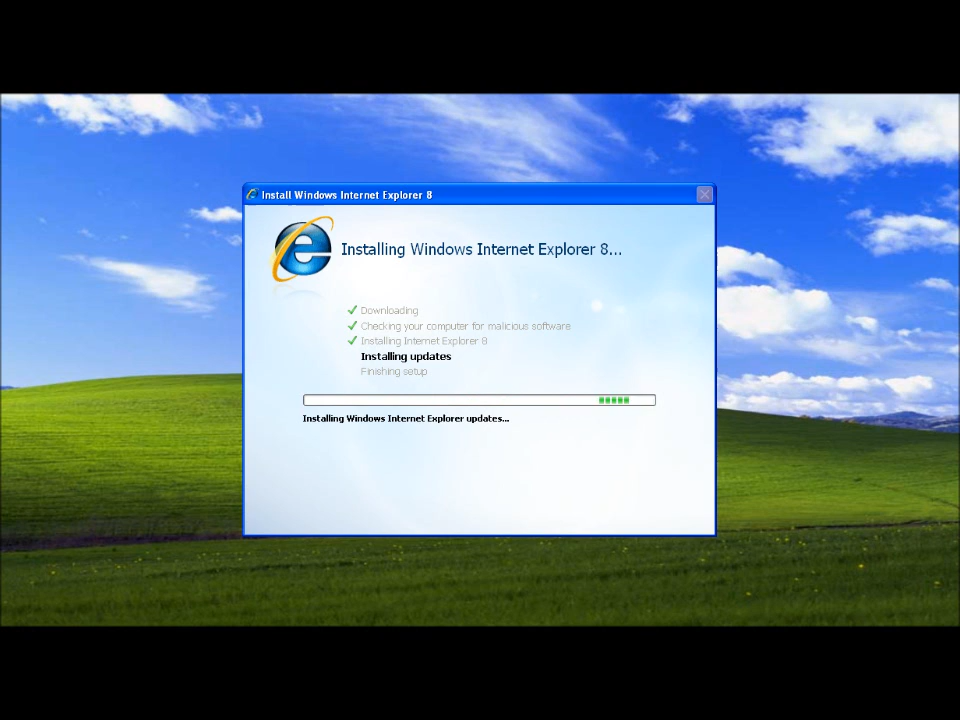 Install Windows Internet Explorer 8
Installing Windows Internet Explorer 8...
Downloading
Checking your computer for malicious software
Installing Internet Explorer 8
Installing updates
Finishing setup
Installing Windows Internet Explorer updates...